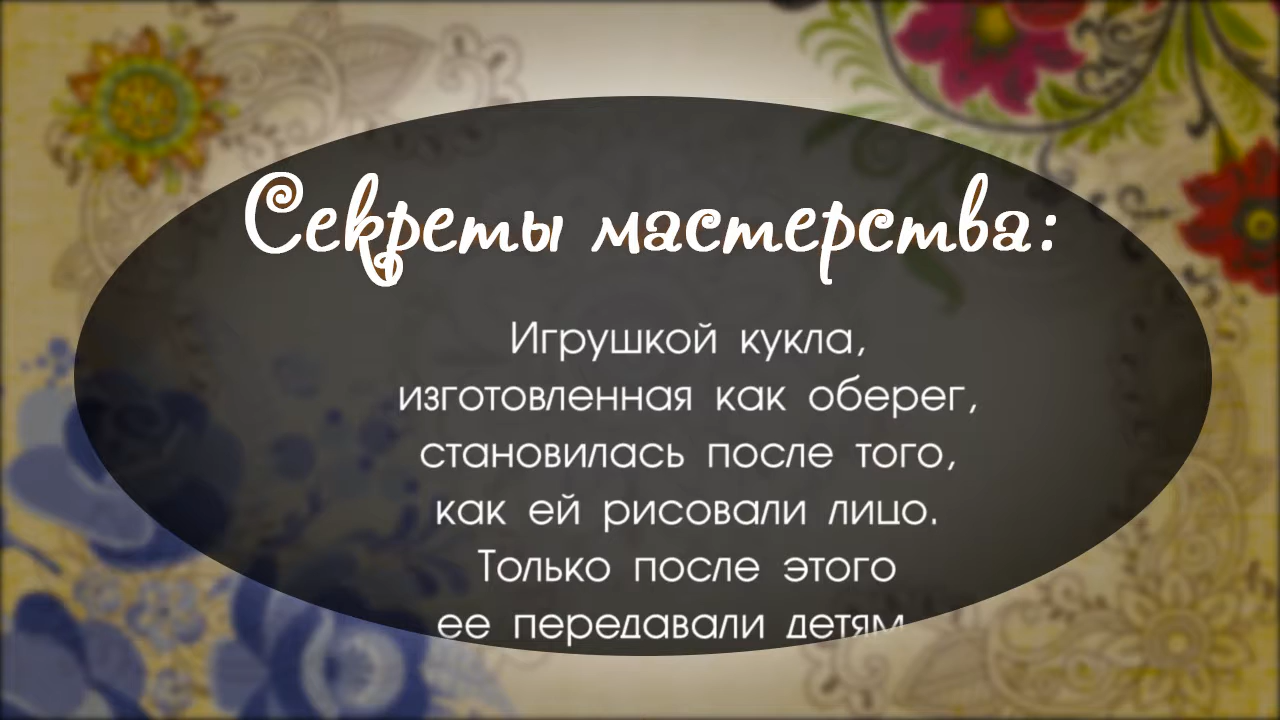 Секреты мастерства:
Игрушкой кукла,
изготовленная как оберег,
становилась после того,
как ей рисовали лицо.
Только после этого
ее передавали детям